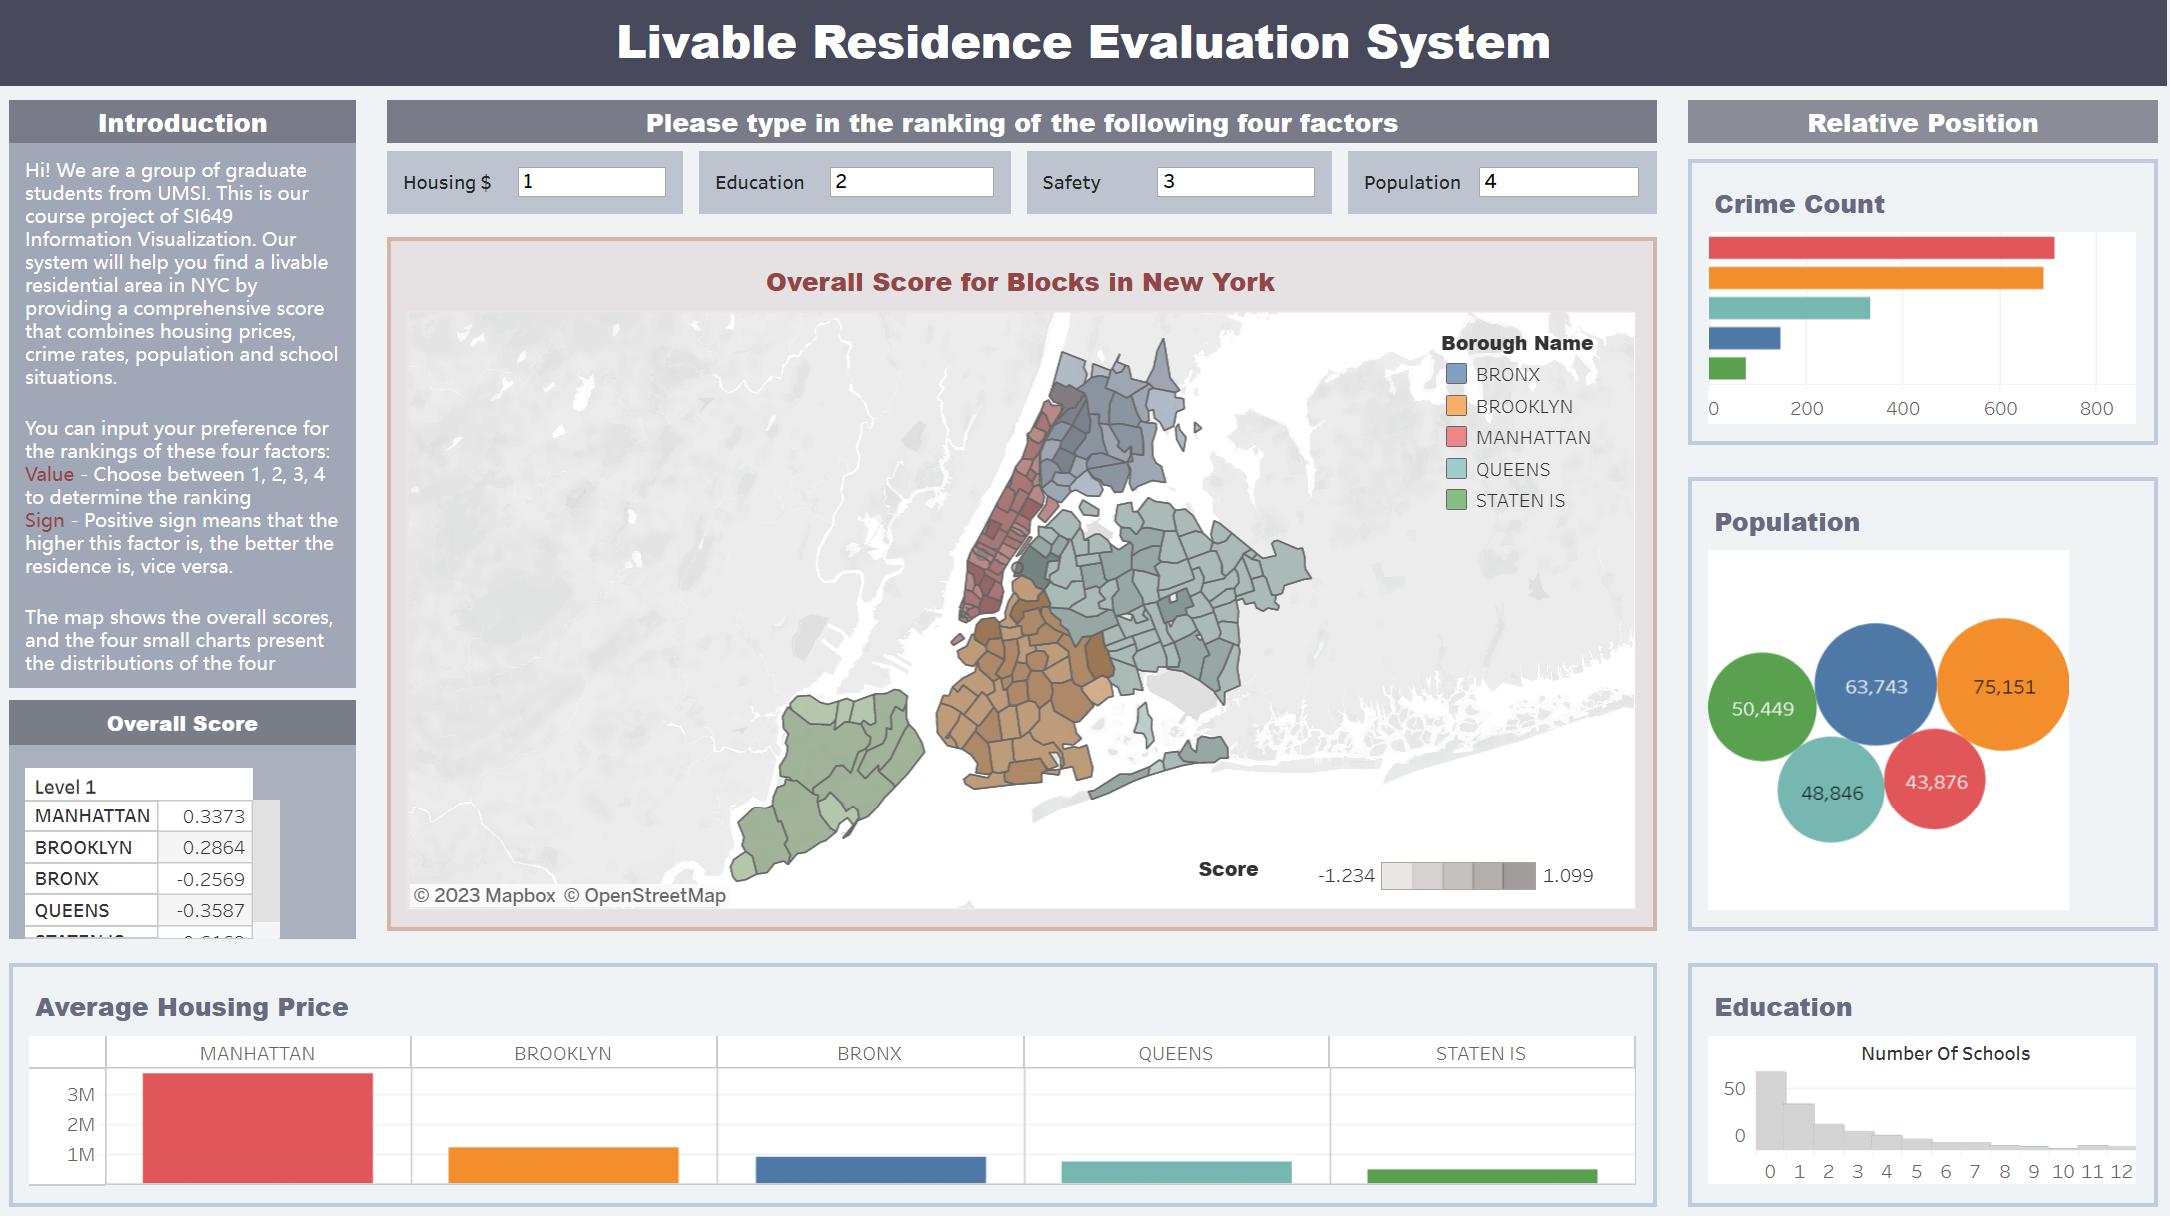 Livable Residence Evaluation System
Introduction
Hi! We are a group of graduate
students from UMSI. This is our
course project of SI649
Information Visualization. Our
system will help you find a livable
residential area in NYC by
providing a comprehensive score
that combines housing prices,
crime rates, population and school
situations.
You can input your preference for
the rankings of these four factors:
Value - Choose between 1, 2, 3, 4
to determine the ranking
Sign - Positive sign means that the
higher this factor is, the better the
residence is, vice versa.
The map shows the overall scores,
and the four small charts present
the distributions of the four
Overall Score
Level 1
MANHATTAN 0.3373
BROOKLYN 0.2864
BRONX -0.2569
QUEENS -0.3587
Please type in the ranking of the following four factors
Housing $ 1
Education 2
Safety 3
Population 4
Overall Score for Blocks in New York
Borough Name
BRONX
BROOKLYN
MANHATTAN
QUEENS
STATEN IS
Score -1.234 1.099
© 2023 Mapbox © OpenStreetMap
Relative Position
Crime Count
0 200 400 600 800
Population
50,449
63,743
75,151
48,846
43,876
Average Housing Price
MANHATTAN BROOKLYN BRONX QUEENS STATEN IS
3M
2M
1M
Education
Number Of Schools
50
0
0 1 2 3 4 5 6 7 8 9 10 11 12